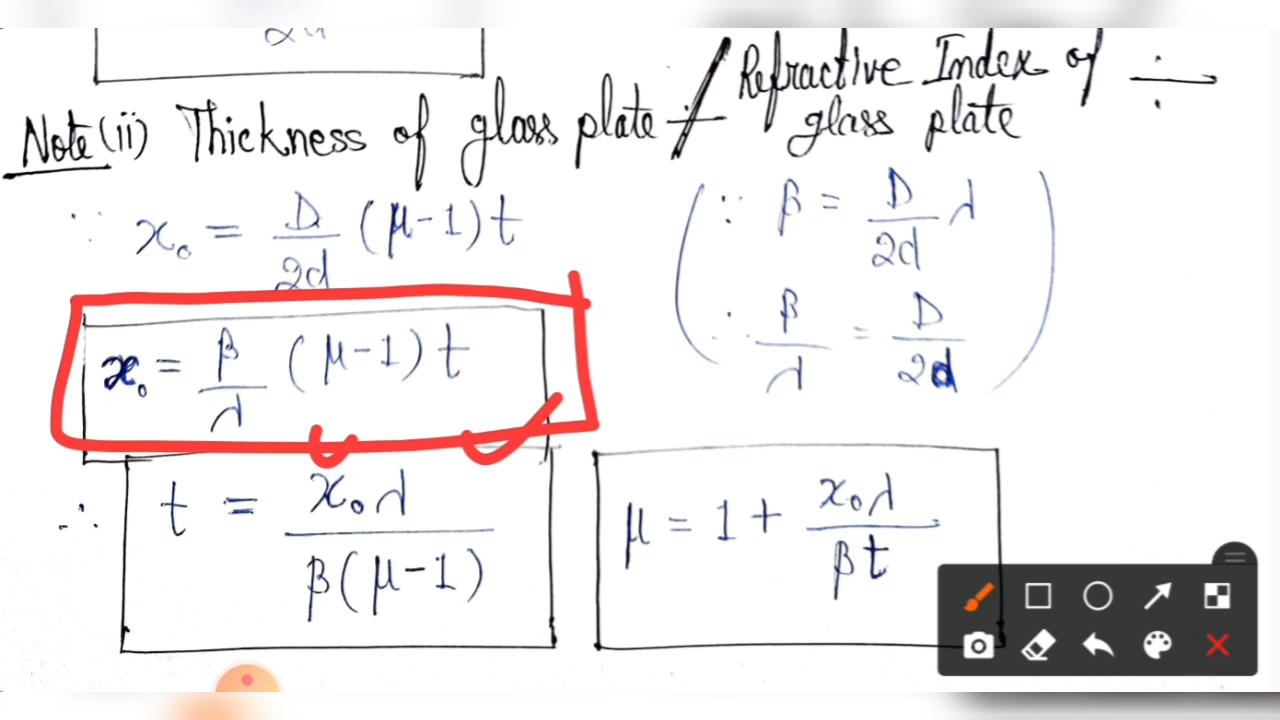 2d
Note (ii) Thickness of glass plate / Refractive Index of glass plate ÷
∵ x₀ = D/2d (μ-1) t
(∵ β = D/2d λ
∴ β/λ = D/2d)
x₀ = β/λ (μ-1) t
∴ t = x₀λ / β(μ-1)
μ = 1 + x₀λ / βt